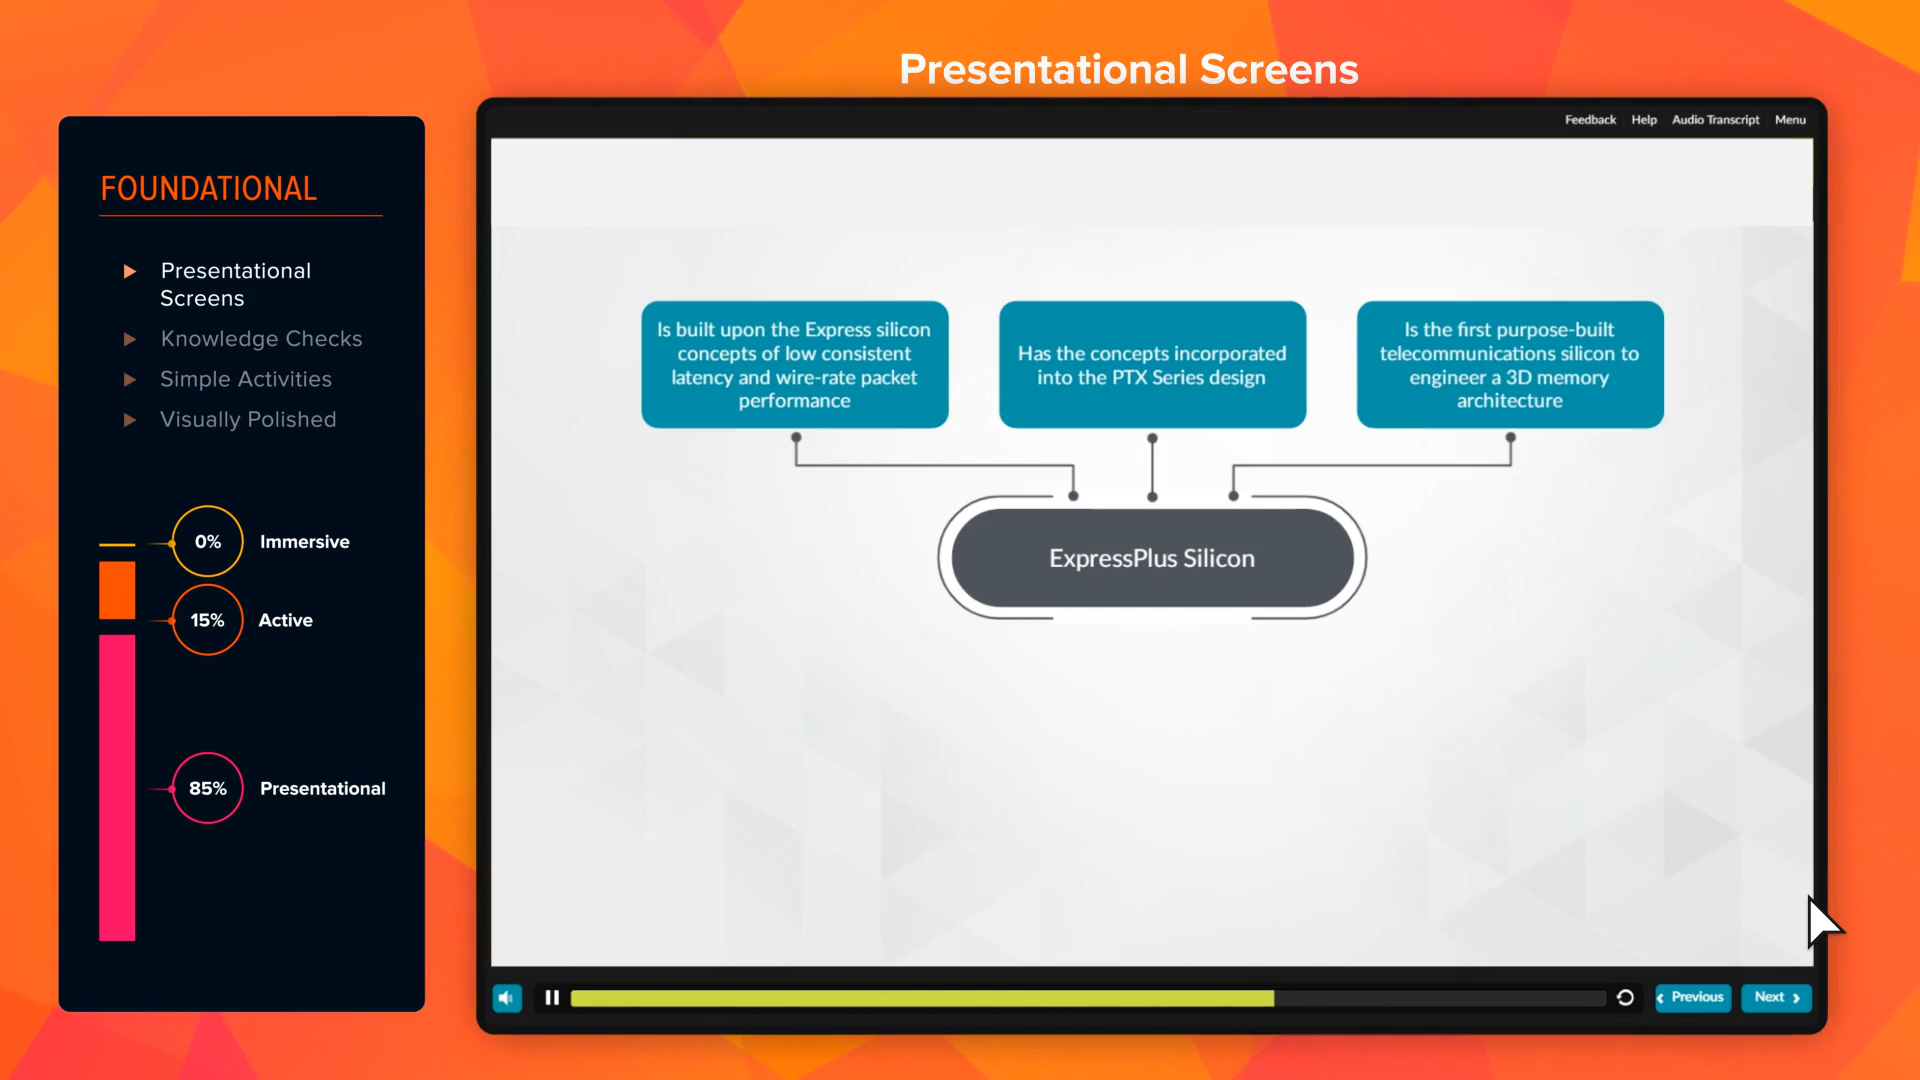 Presentational Screens
FOUNDATIONAL
Presentational
Screens
Knowledge Checks
Simple Activities
Visually Polished
0%
Immersive
15%
Active
85%
Presentational
Feedback
Help
Audio Transcript
Menu
Is built upon the Express silicon
concepts of low consistent
latency and wire-rate packet
performance
Has the concepts incorporated
into the PTX Series design
Is the first purpose-built
telecommunications silicon to
engineer a 3D memory
architecture
ExpressPlus Silicon
Previous
Next